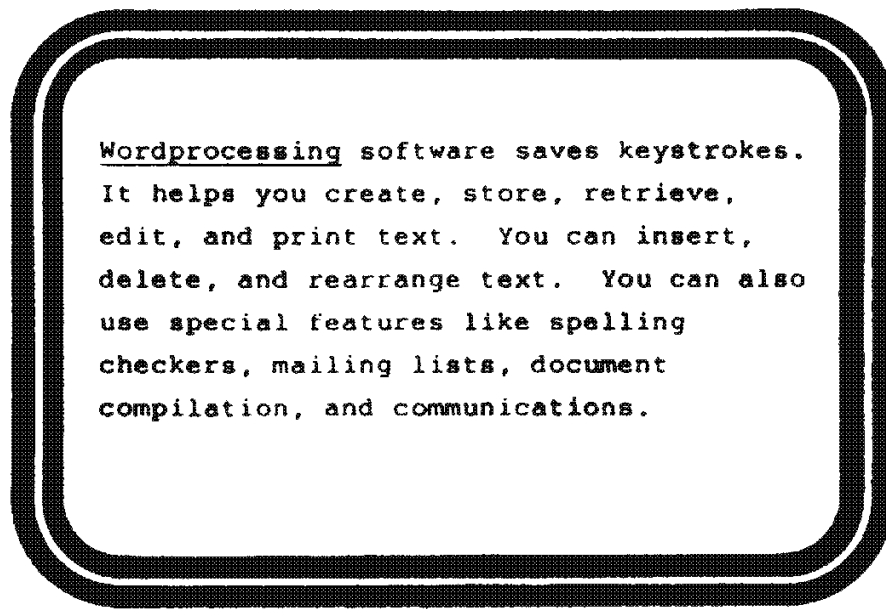 Wordprocessing software saves keystrokes.
It helps you create, store, retrieve,
edit, and print text.  You can insert,
delete, and rearrange text.  You can also
use special features like spelling
checkers, mailing lists, document
compilation, and communications.